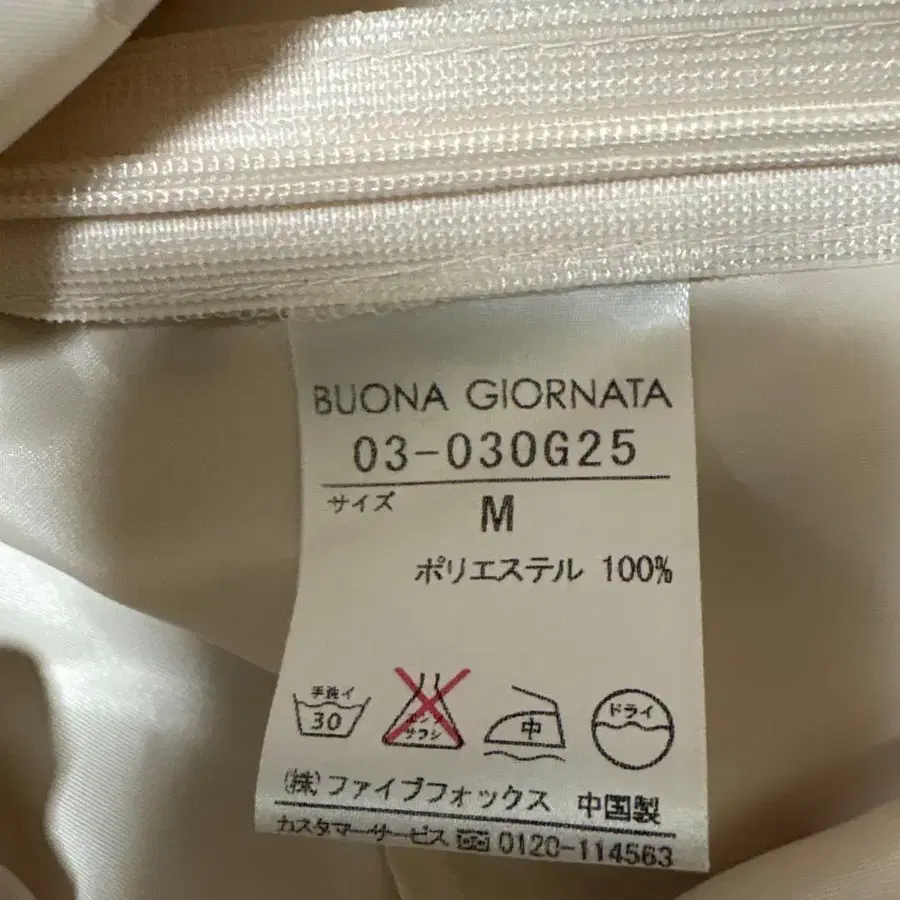 BUONA GIORNATA
03-030G25
サイズ M
ポリエステル 100%
手洗イ 30 エンソ サラシ 中 ドライ
(株)ファイブフォックス 中国製
カスタマーサービス 0120-114563